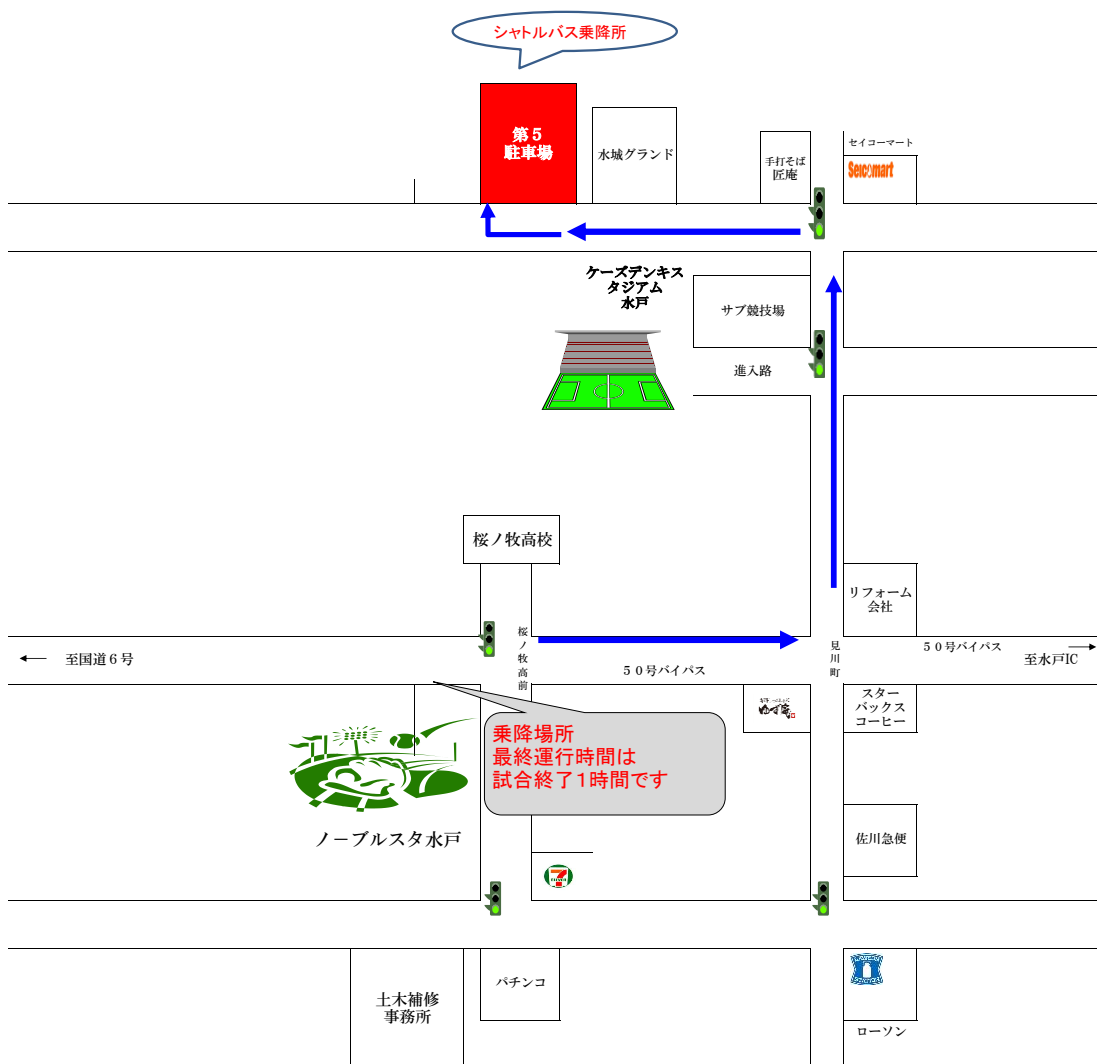 シャトルバス乗降所
第５
駐車場
水城グランド
手打そば
匠庵
セイコーマート
Seicomart
ケーズデンキス
タジアム
水戸
サブ競技場
進入路
桜ノ牧高校
リフォーム
会社
桜ノ牧高前
見川町
５０号バイパス
至水戸IC
至国道６号
５０号バイパス
スター
バックス
コーヒー
ゆず庵
乗降場所
最終運行時間は
試合終了１時間です
ノーブルスタ水戸
佐川急便
7
ELEVEN
パチンコ
土木補修
事務所
ローソン